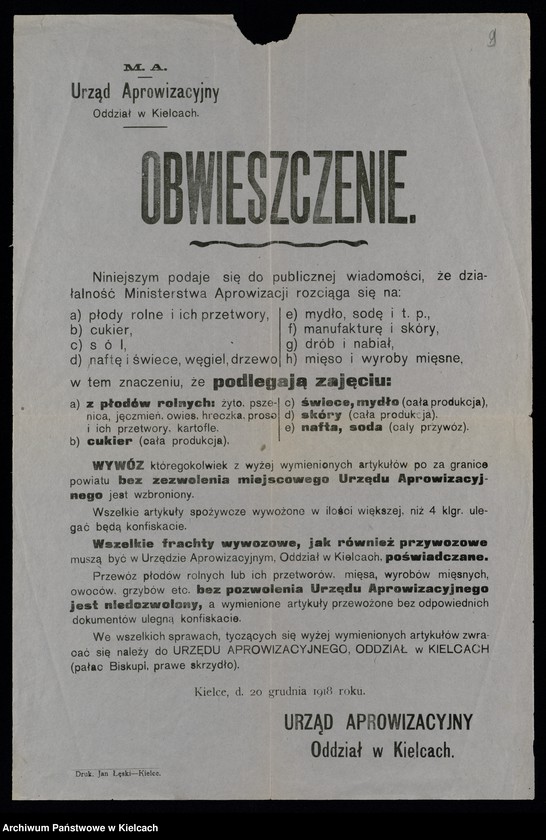 9
M. A.
Urząd Aprowizacyjny
Oddział w Kielcach.
OBWIESZCZENIE.
Niniejszym podaje się do publicznej wiadomości, że dzia-
łalność Ministerstwa Aprowizacji rozciąga się na:
a) płody rolne i ich przetwory,
b) cukier,
c) s ó l,
d) naftę i świece, węgiel, drzewo
e) mydło, sodę i t. p.,
f) manufakturę i skóry,
g) drób i nabiał,
h) mięso i wyroby mięsne,
w tem znaczeniu, że podlegają zajęciu:
a) z płodów rolnych: żyto, psze-
nica, jęczmień, owies, hreczka, proso
i ich przetwory, kartofle.
b) cukier (cała produkcja).
c) świece, mydło (cała produkcja),
d) skóry (cała produkcja).
e) nafta, soda (cały przywóz).
WYWÓZ któregokolwiek z wyżej wymienionych artykułów po za granice
powiatu bez zezwolenia miejscowego Urzędu Aprowizacyj-
nego jest wzbroniony.
Wszelkie artykuły spożywcze wywożone w ilości większej, niż 4 klgr. ule-
gać będą konfiskacie.
Wszelkie frachty wywozowe, jak również przywozowe
muszą być w Urzędzie Aprowizacyjnym, Oddział w Kielcach, poświadczane.
Przewóz płodów rolnych lub ich przetworów, mięsa, wyrobów mięsnych,
owoców, grzybów etc. bez pozwolenia Urzędu Aprowizacyjnego
jest niedozwolony, a wymienione artykuły przewożone bez odpowiednich
dokumentów ulegną konfiskacie.
We wszelkich sprawach, tyczących się wyżej wymienionych artykułów zwra-
cać się należy do URZĘDU APROWIZACYJNEGO, ODDZIAŁ w KIELCACH
(pałac Biskupi, prawe skrzydło).
Kielce, d. 20 grudnia 1918 roku.
URZĄD APROWIZACYJNY
Oddział w Kielcach.
Druk. Jan Łęski—Kielce.
Archiwum Państwowe w Kielcach